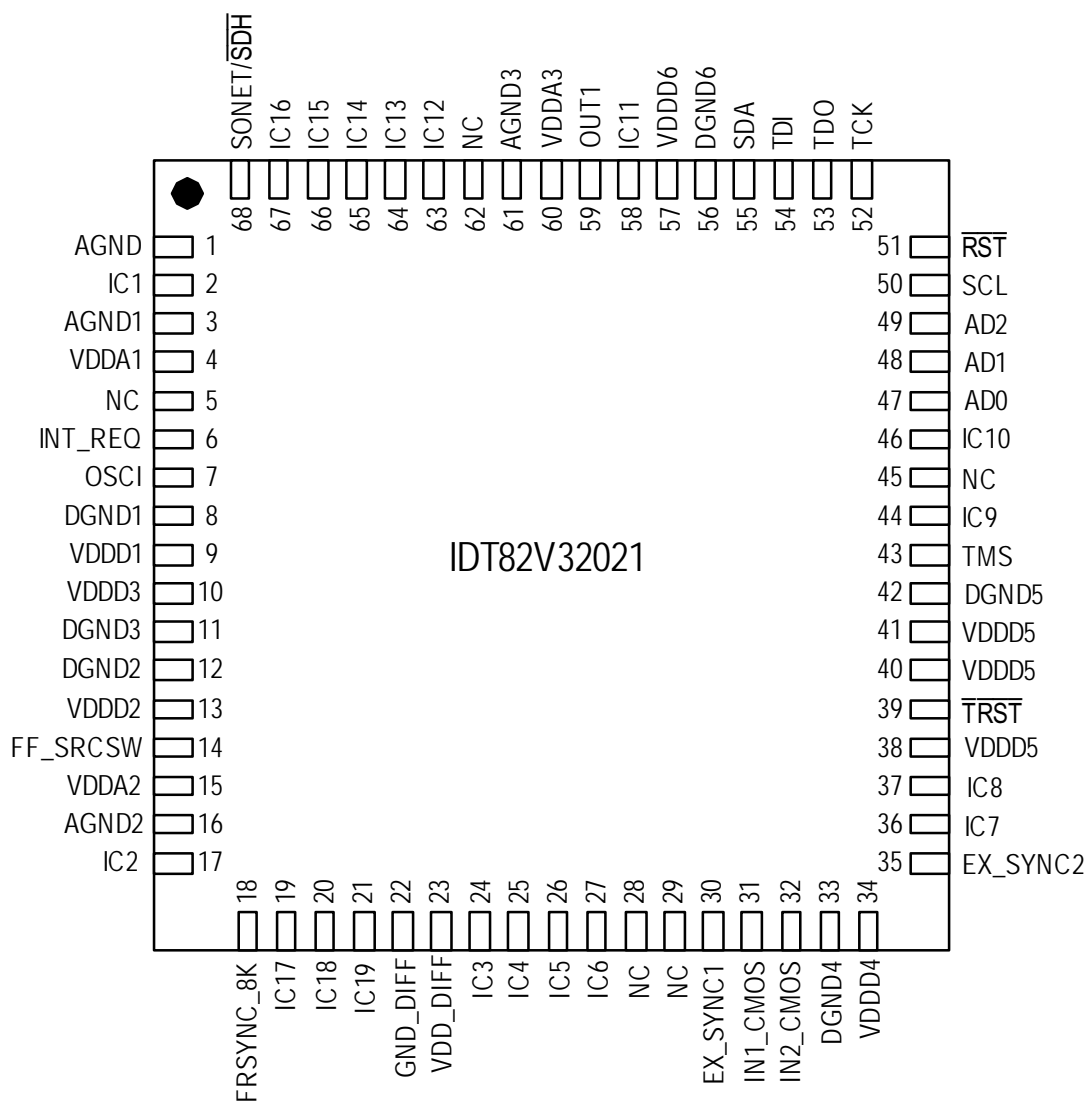 SONET/S̅D̅H̅
IC16
IC15
IC14
IC13
IC12
NC
AGND3
VDDA3
OUT1
IC11
VDDD6
DGND6
SDA
TDI
TDO
TCK
68
67
66
65
64
63
62
61
60
59
58
57
56
55
54
53
52
AGND 1
IC1 2
AGND1 3
VDDA1 4
NC 5
INT_REQ 6
OSCI 7
DGND1 8
VDDD1 9
VDDD3 10
DGND3 11
DGND2 12
VDDD2 13
FF_SRCSW 14
VDDA2 15
AGND2 16
IC2 17
IDT82V32021
51 R̅S̅T̅
50 SCL
49 AD2
48 AD1
47 AD0
46 IC10
45 NC
44 IC9
43 TMS
42 DGND5
41 VDDD5
40 VDDD5
39 T̅R̅S̅T̅
38 VDDD5
37 IC8
36 IC7
35 EX_SYNC2
18
19
20
21
22
23
24
25
26
27
28
29
30
31
32
33
34
FRSYNC_8K
IC17
IC18
IC19
GND_DIFF
VDD_DIFF
IC3
IC4
IC5
IC6
NC
NC
EX_SYNC1
IN1_CMOS
IN2_CMOS
DGND4
VDDD4